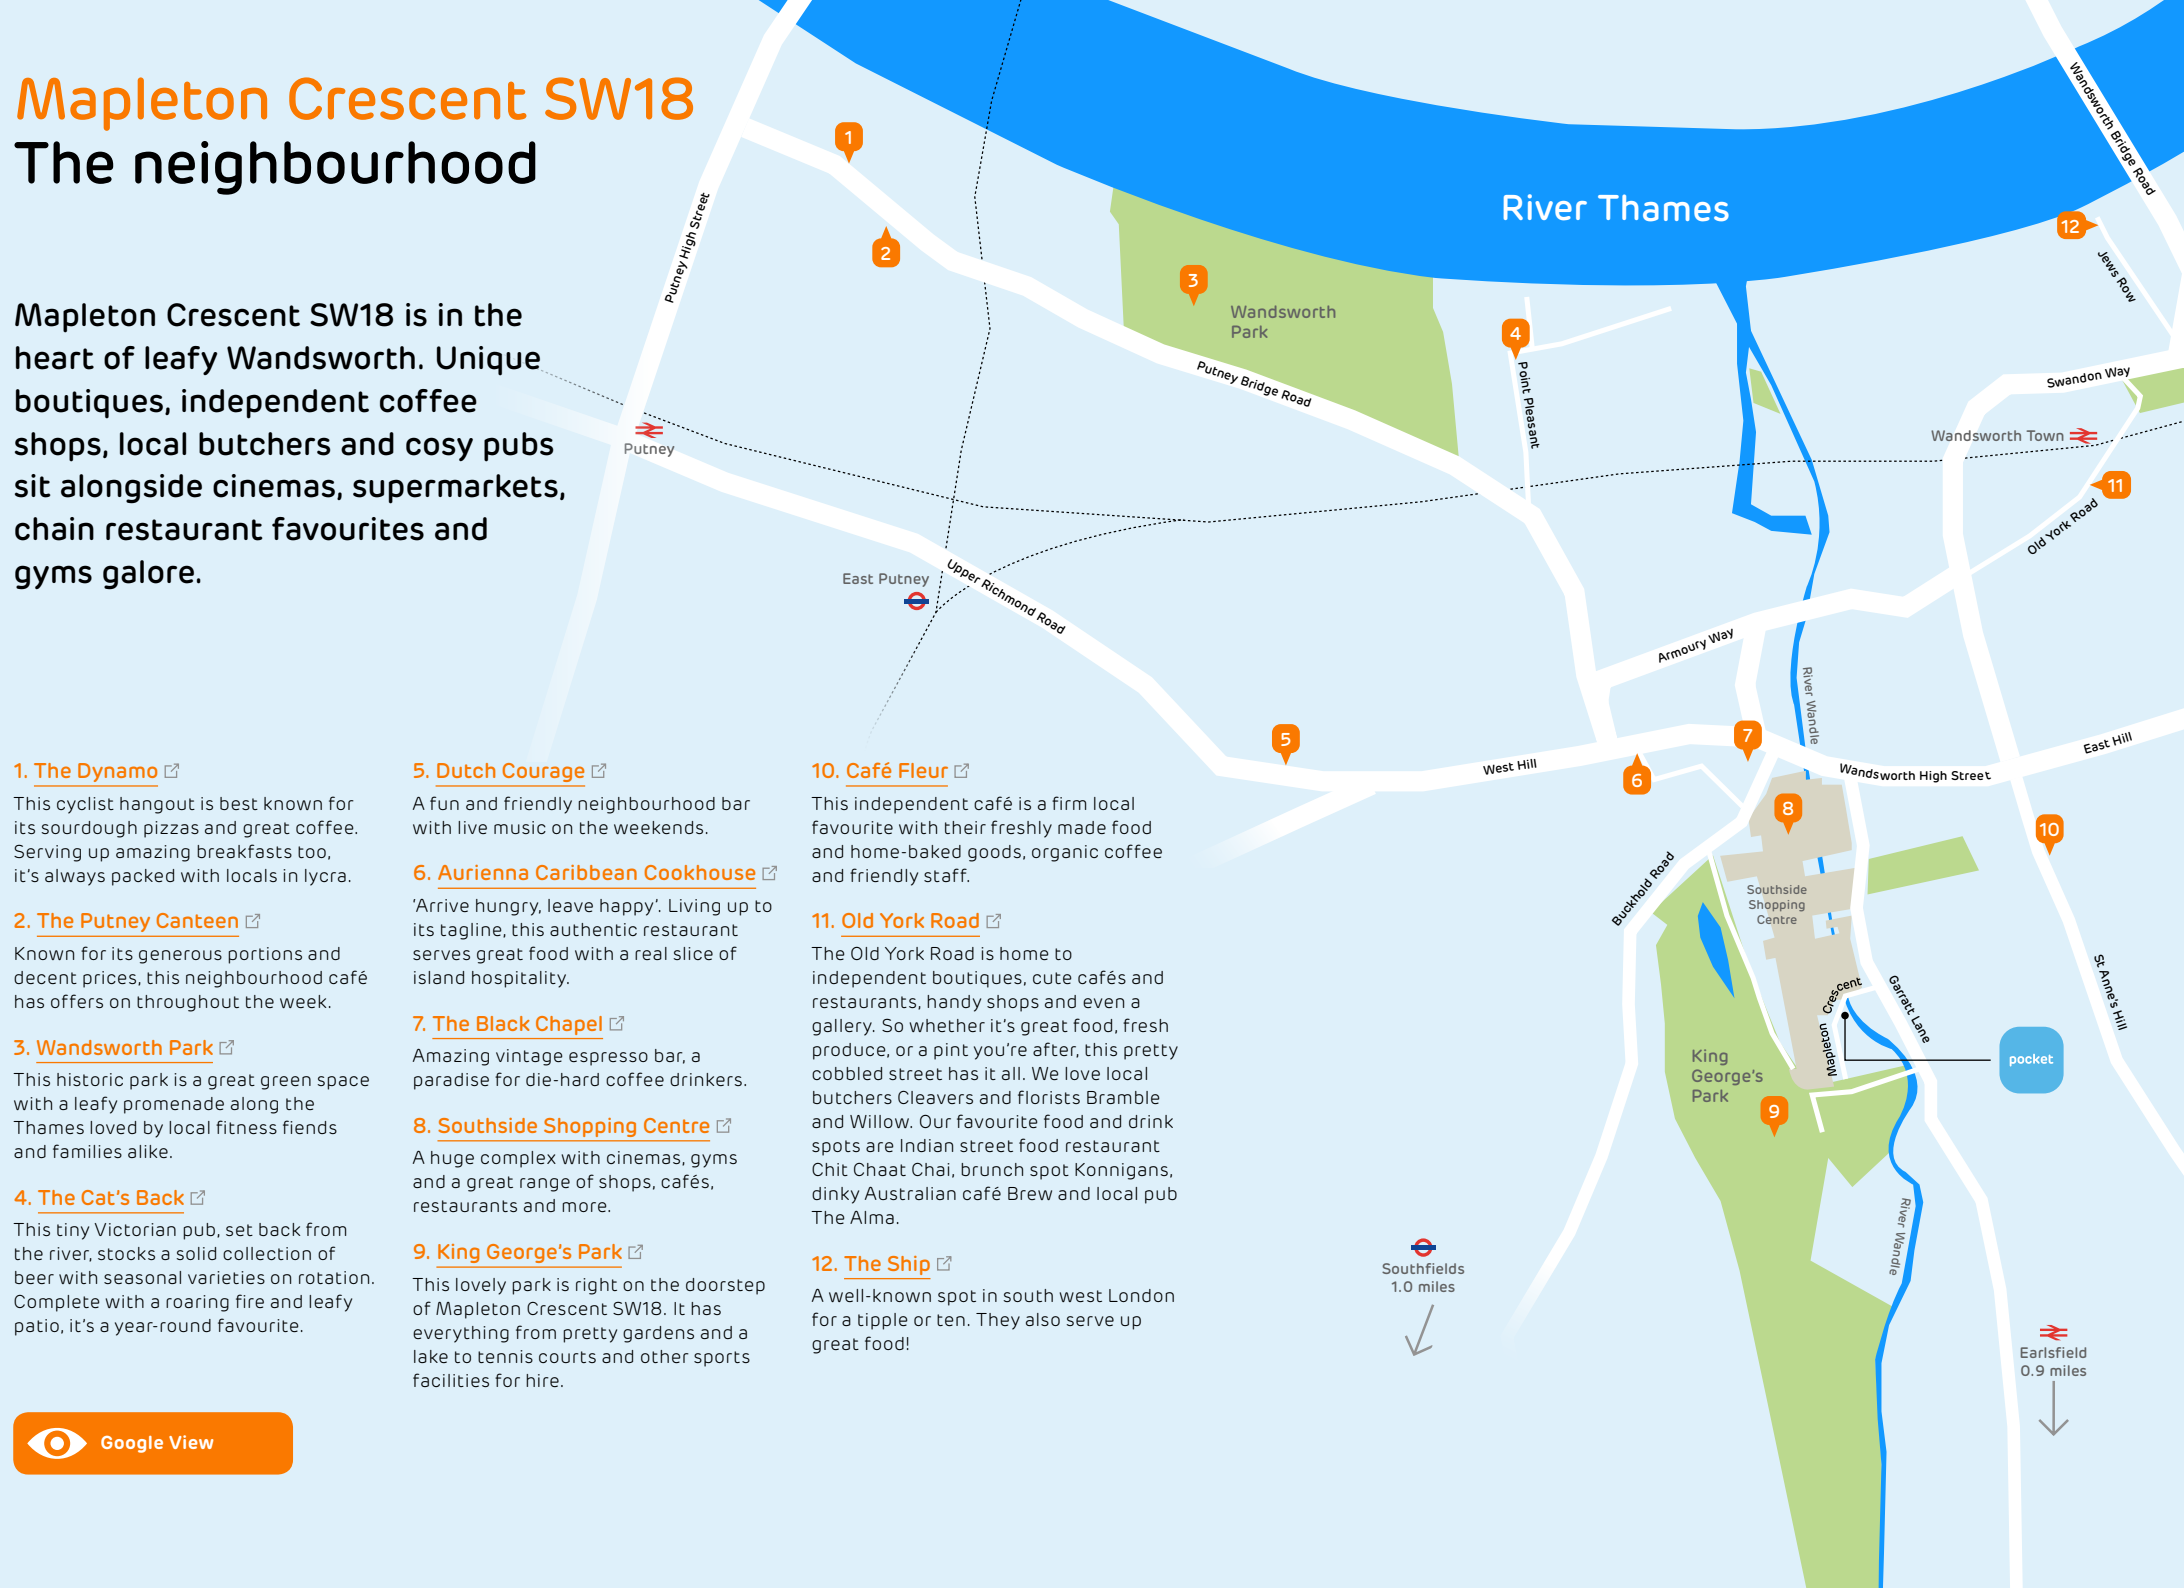 Mapleton Crescent SW18
The neighbourhood
Mapleton Crescent SW18 is in the
heart of leafy Wandsworth. Unique
boutiques, independent coffee
shops, local butchers and cosy pubs
sit alongside cinemas, supermarkets,
chain restaurant favourites and
gyms galore.
1. The Dynamo
This cyclist hangout is best known for
its sourdough pizzas and great coffee.
Serving up amazing breakfasts too,
it's always packed with locals in lycra.
2. The Putney Canteen
Known for its generous portions and
decent prices, this neighbourhood café
has offers on throughout the week.
3. Wandsworth Park
This historic park is a great green space
with a leafy promenade along the
Thames loved by local fitness fiends
and families alike.
4. The Cat's Back
This tiny Victorian pub, set back from
the river, stocks a solid collection of
beer with seasonal varieties on rotation.
Complete with a roaring fire and leafy
patio, it's a year-round favourite.
5. Dutch Courage
A fun and friendly neighbourhood bar
with live music on the weekends.
6. Aurienna Caribbean Cookhouse
'Arrive hungry, leave happy'. Living up to
its tagline, this authentic restaurant
serves great food with a real slice of
island hospitality.
7. The Black Chapel
Amazing vintage espresso bar, a
paradise for die-hard coffee drinkers.
8. Southside Shopping Centre
A huge complex with cinemas, gyms
and a great range of shops, cafés,
restaurants and more.
9. King George's Park
This lovely park is right on the doorstep
of Mapleton Crescent SW18. It has
everything from pretty gardens and a
lake to tennis courts and other sports
facilities for hire.
10. Café Fleur
This independent café is a firm local
favourite with their freshly made food
and home-baked goods, organic coffee
and friendly staff.
11. Old York Road
The Old York Road is home to
independent boutiques, cute cafés and
restaurants, handy shops and even a
gallery. So whether it's great food, fresh
produce, or a pint you're after, this pretty
cobbled street has it all. We love local
butchers Cleavers and florists Bramble
and Willow. Our favourite food and drink
spots are Indian street food restaurant
Chit Chaat Chai, brunch spot Konnigans,
dinky Australian café Brew and local pub
The Alma.
12. The Ship
A well-known spot in south west London
for a tipple or ten. They also serve up
great food!
Google View
River Thames
Wandsworth Bridge Road
1
2
Putney High Street
12
Jews Row
3
Wandsworth
Park
4
Point Pleasant
Putney Bridge Road
Swandon Way
Putney
Wandsworth Town
11
Old York Road
East Putney
Upper Richmond Road
Armoury Way
River Wandle
5
West Hill
6
7
Wandsworth High Street
East Hill
8
10
Buckhold Road
Southside
Shopping
Centre
St Anne's Hill
Garratt Lane
Mapleton
Crescent
pocket
King
George's
Park
9
River Wandle
Southfields
1.0 miles
Earlsfield
0.9 miles